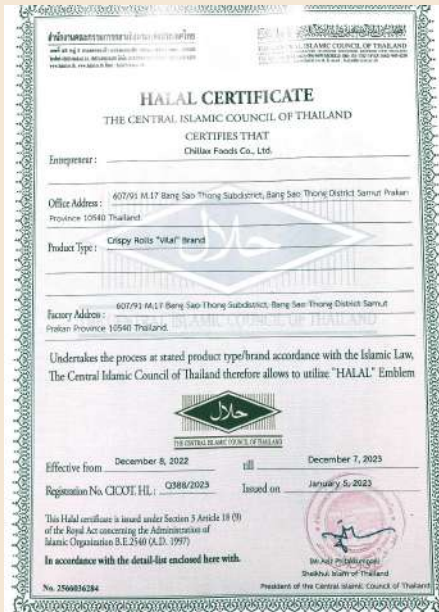 HALAL CERTIFICATE
THE CENTRAL ISLAMIC COUNCIL OF THAILAND
CERTIFIES THAT
Chillax Foods Co., Ltd.
Entrepreneur :
607/91 M.17 Bang Sao Thong Subdistrict, Bang Sao Thong District Samut Prakan
Office Address :
Province 10540 Thailand.
Product Type : Crispy Rolls "Vital" Brand
حلال
607/91 M.17 Bang Sao Thong Subdistrict, Bang Sao Thong District Samut
Factory Address :
Prakan Province 10540 Thailand.
Undertakes the process at stated product type/brand accordance with the Islamic Law,
The Central Islamic Council of Thailand therefore allows to utilize "HALAL" Emblem
حلال
THE CENTRAL ISLAMIC COUNCIL OF THAILAND
Effective from December 8, 2022 till December 7, 2023
Registration No. CICOT. HL : Q388/2023 Issued on January 5, 2023
This Halal certificate is issued under Section 3 Article 18 (9)
of the Royal Act concerning the Administration of
Islamic Organization B.E.2540 (A.D. 1997)
In accordance with the detail-list enclosed here with.
Sheikhul Islam of Thailand
No. 2566036284 President of the Central Islamic Council of Thailand